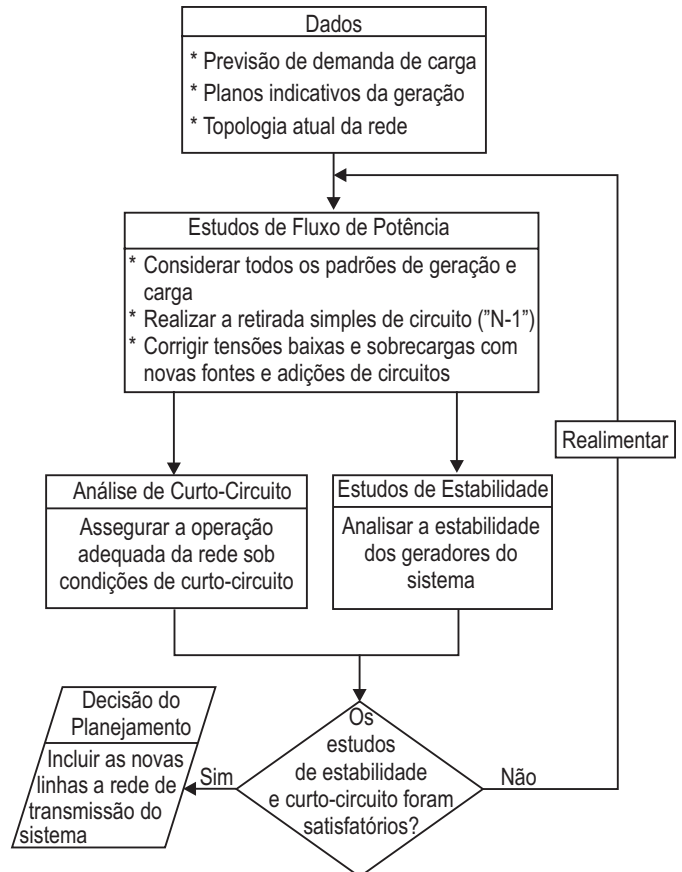 Dados
* Previsão de demanda de carga
* Planos indicativos da geração
* Topologia atual da rede
Estudos de Fluxo de Potência
* Considerar todos os padrões de geração e
carga
* Realizar a retirada simples de circuito ("N-1")
* Corrigir tensões baixas e sobrecargas com
novas fontes e adições de circuitos
Realimentar
Análise de Curto-Circuito
Assegurar a operação
adequada da rede sob
condições de curto-circuito
Estudos de Estabilidade
Analisar a estabilidade
dos geradores do
sistema
Decisão do
Planejamento
Incluir as novas
linhas a rede de
transmissão do
sistema
Sim
Os
estudos
de estabilidade
e curto-circuito foram
satisfatórios?
Não